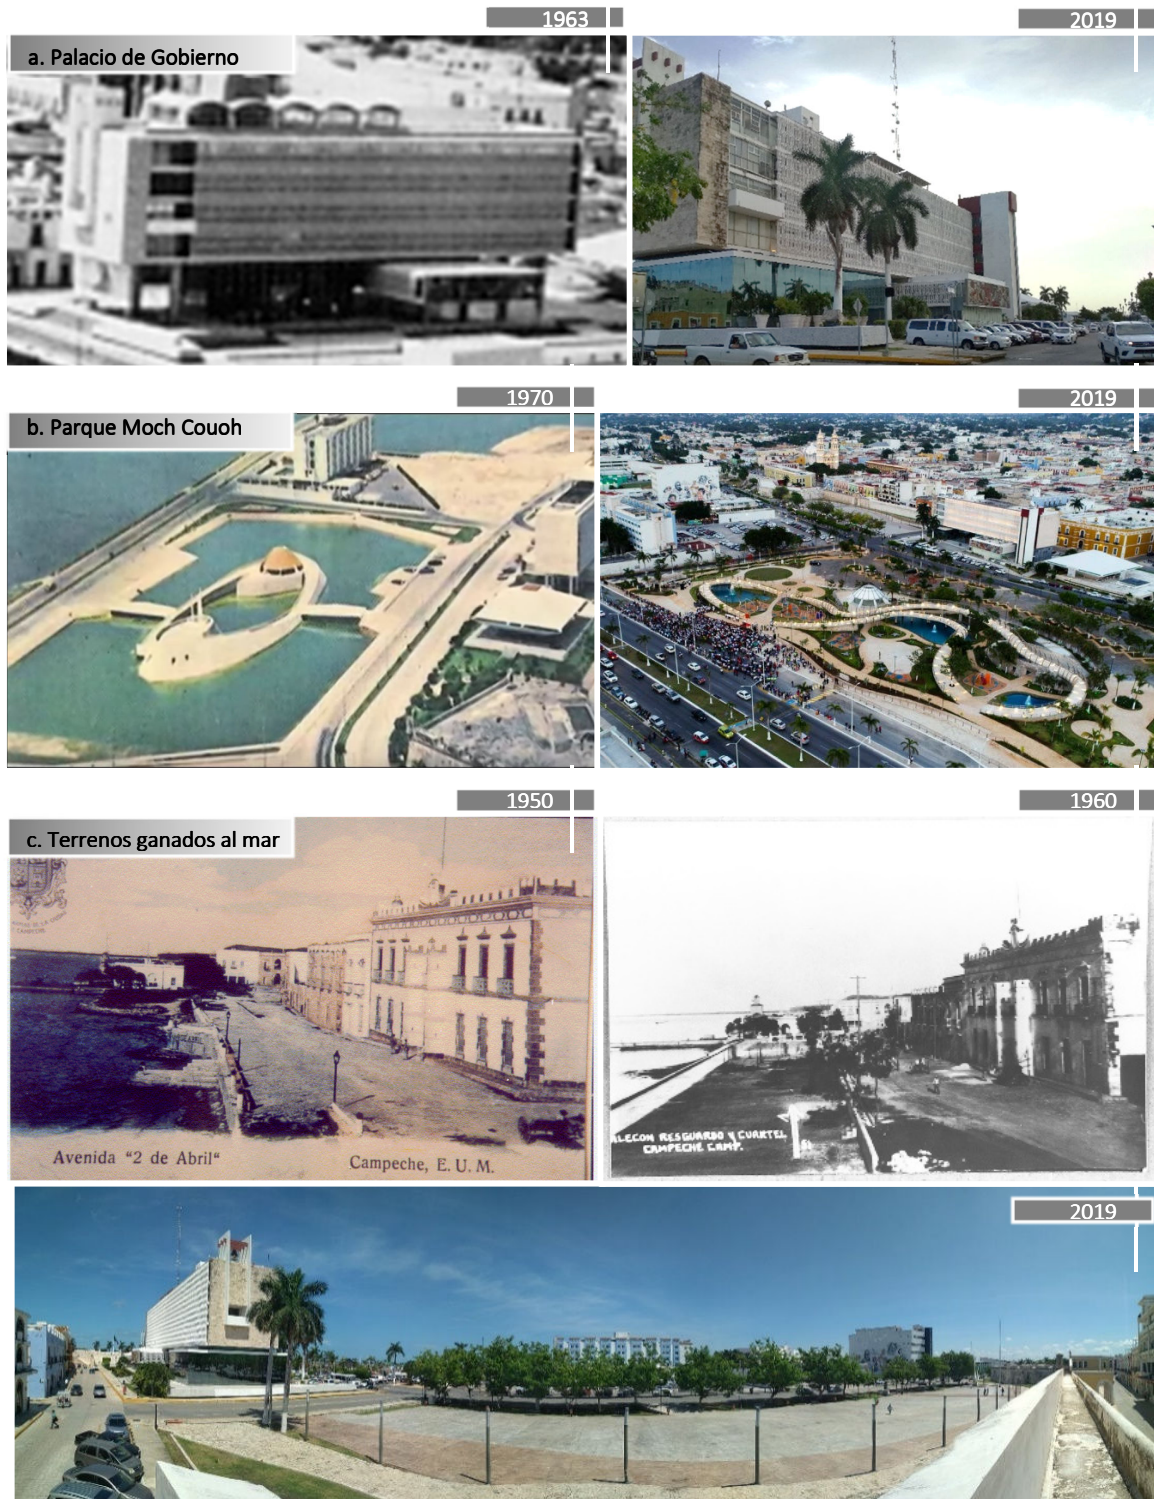 1963
2019
a. Palacio de Gobierno
1970
2019
b. Parque Moch Couoh
1950
1960
c. Terrenos ganados al mar
CAMPECHE
Avenida "2 de Abril"
Campeche, E. U. M.
ALECON RESGUARDO Y CUARTEL
CAMPECHE CAMP.
2019